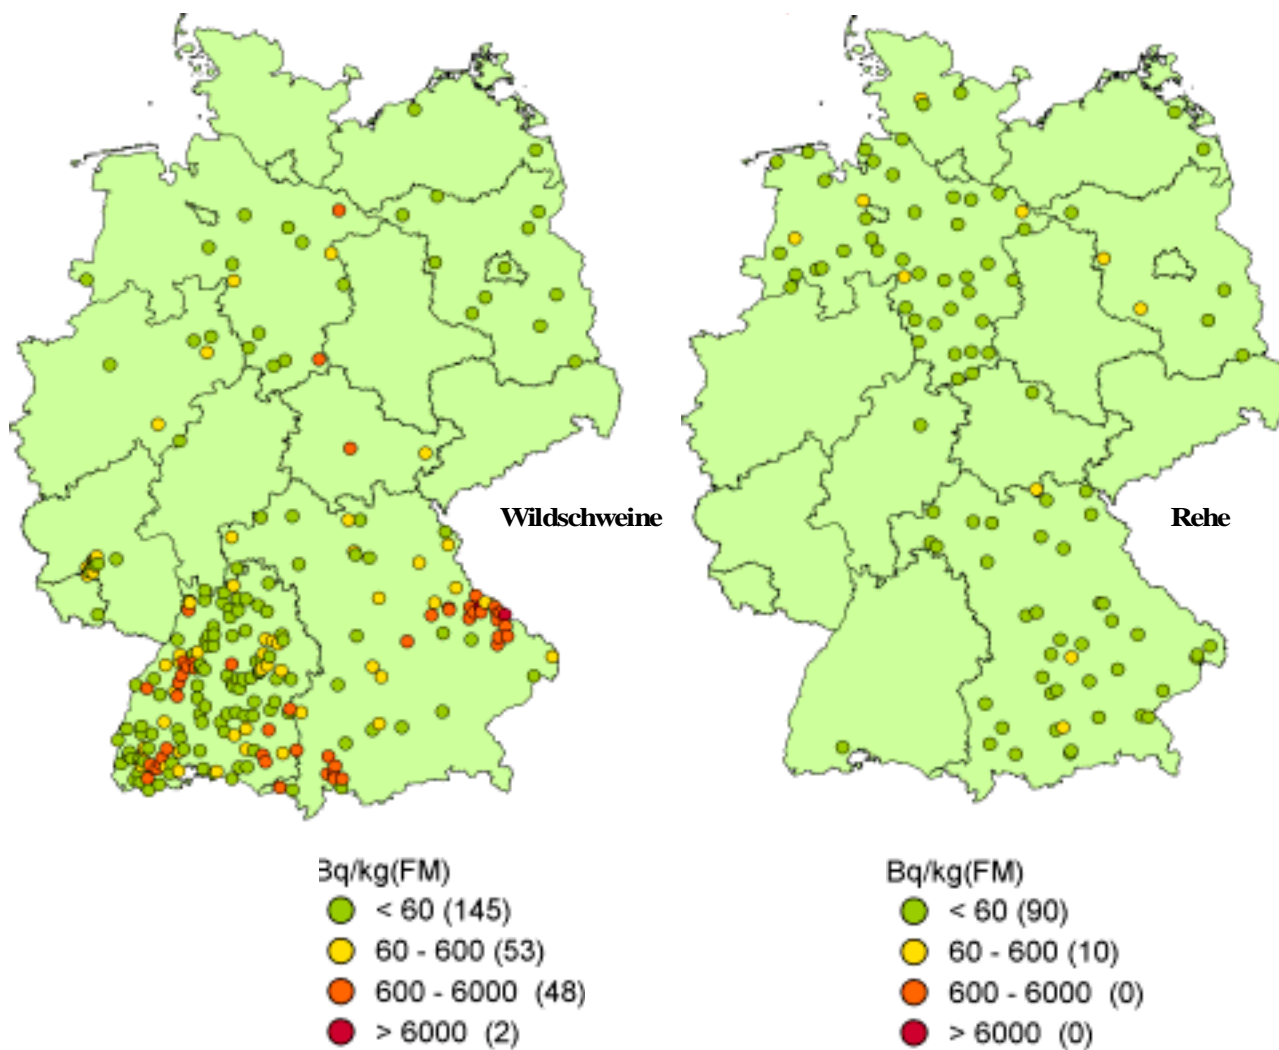 Wildschweine
Rehe
Bq/kg(FM)
< 60 (145)
60 - 600 (53)
600 - 6000 (48)
> 6000 (2)
Bq/kg(FM)
< 60 (90)
60 - 600 (10)
600 - 6000 (0)
> 6000 (0)